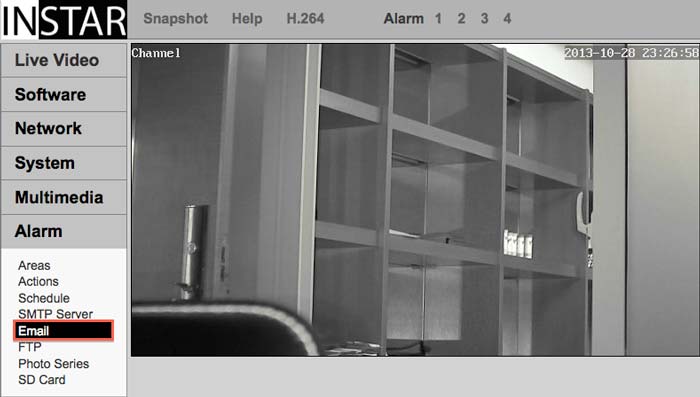 INSTAR
Snapshot Help H.264 Alarm 1 2 3 4
Channel 2013-10-28 23:26:58
Live Video
Software
Network
System
Multimedia
Alarm
Areas
Actions
Schedule
SMTP Server
Email
FTP
Photo Series
SD Card